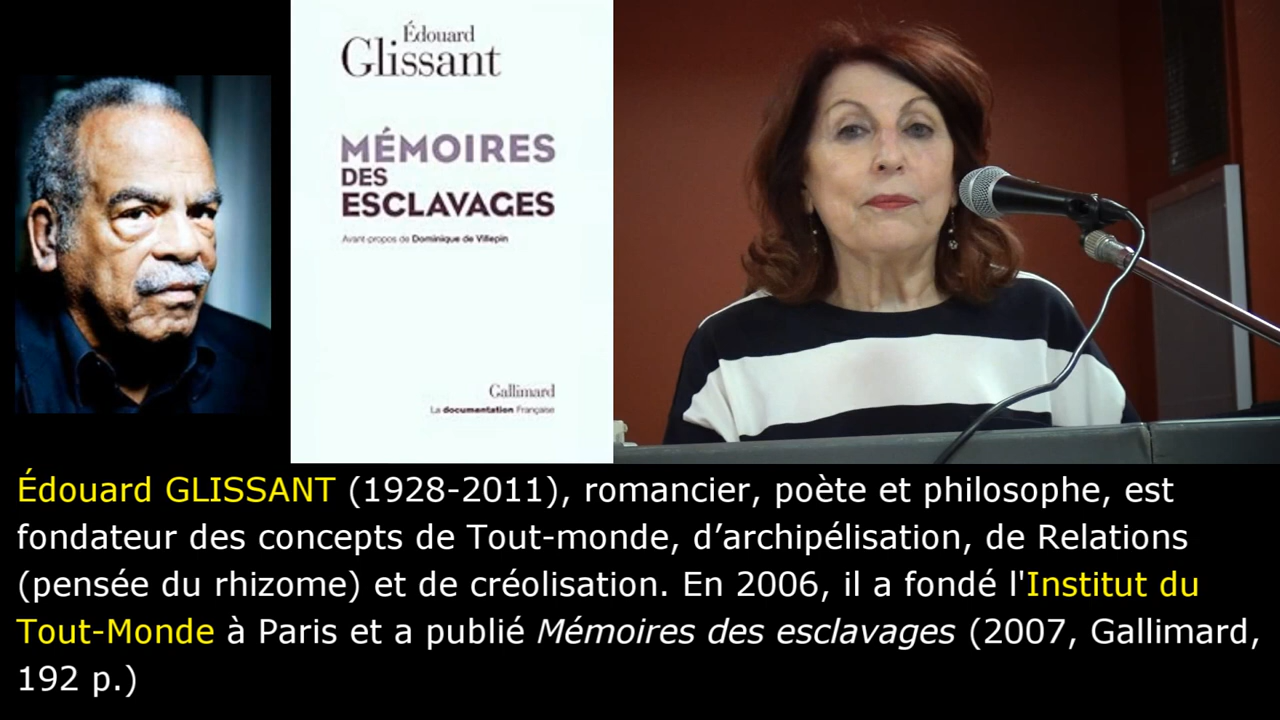 Édouard
Glissant
MÉMOIRES
DES
ESCLAVAGES
Avant-propos de Dominique de Villepin
Gallimard
La documentation Française
Édouard GLISSANT (1928-2011), romancier, poète et philosophe, est
fondateur des concepts de Tout-monde, d’archipélisation, de Relations
(pensée du rhizome) et de créolisation. En 2006, il a fondé l'Institut du
Tout-Monde à Paris et a publié Mémoires des esclavages (2007, Gallimard,
192 p.)